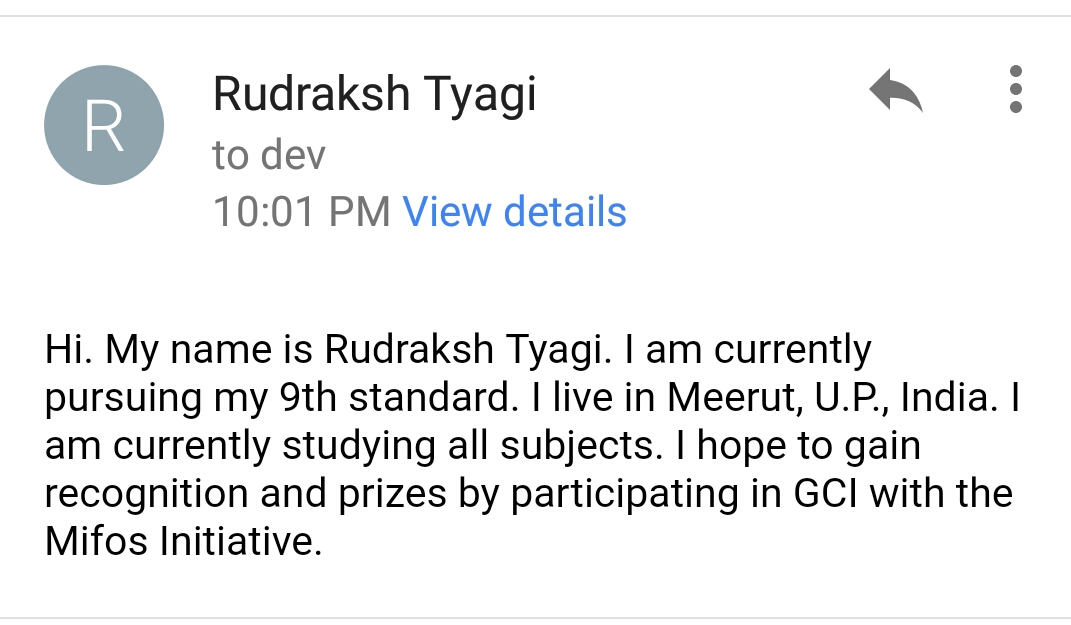 R
Rudraksh Tyagi
to dev
10:01 PM View details
Hi. My name is Rudraksh Tyagi. I am currently
pursuing my 9th standard. I live in Meerut, U.P., India. I
am currently studying all subjects. I hope to gain
recognition and prizes by participating in GCI with the
Mifos Initiative.